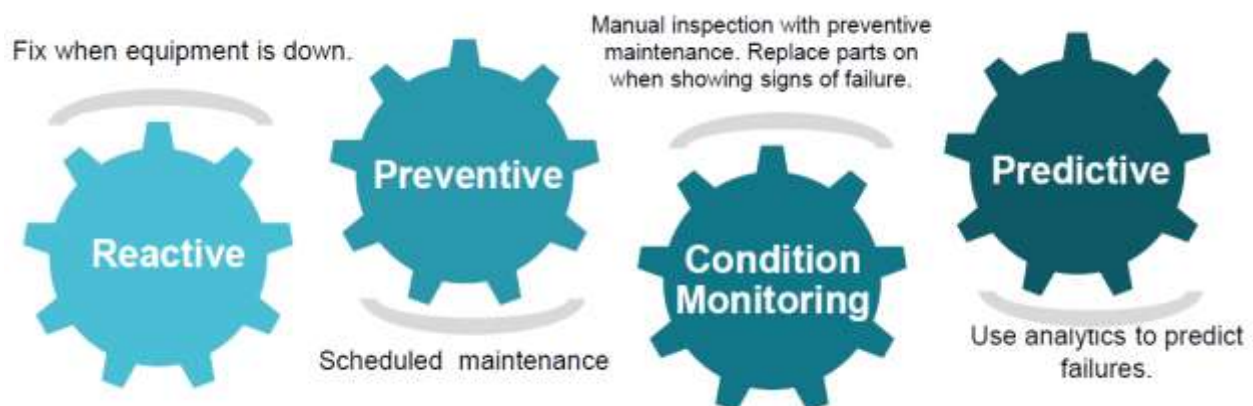 Fix when equipment is down.
Reactive
Preventive
Scheduled maintenance
Manual inspection with preventive
maintenance. Replace parts on
when showing signs of failure.
Condition
Monitoring
Predictive
Use analytics to predict
failures.